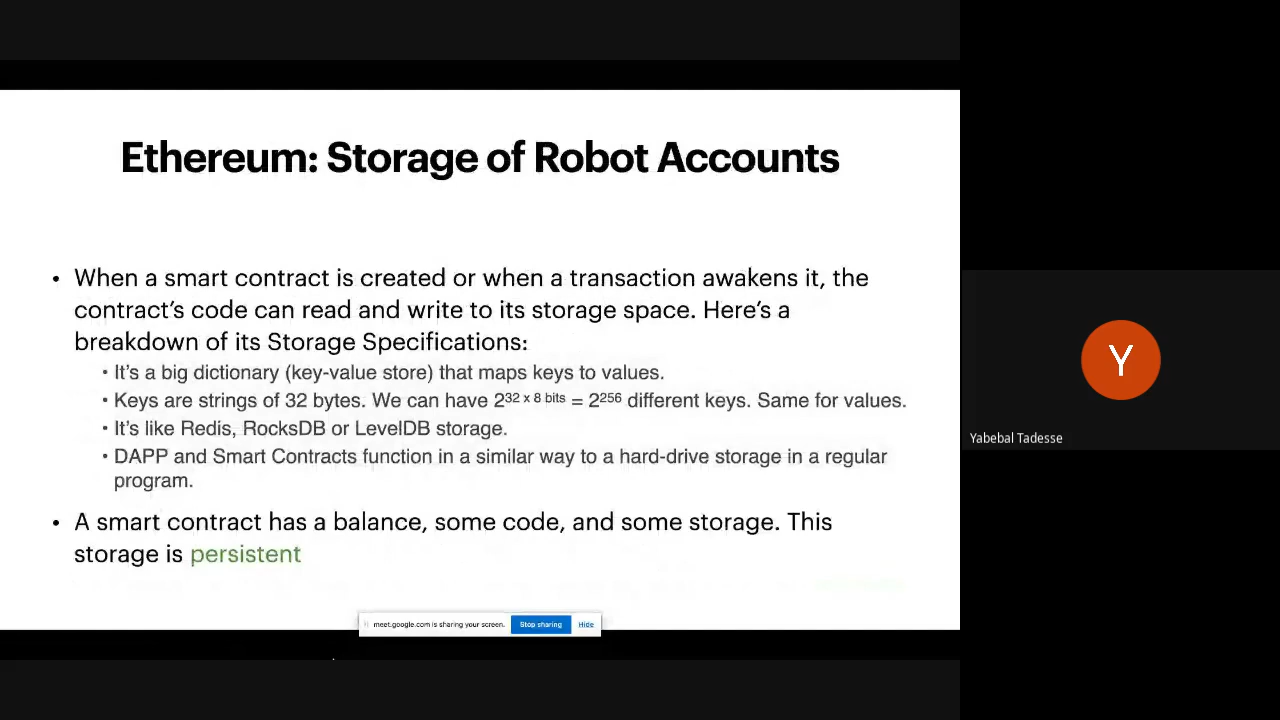 Ethereum: Storage of Robot Accounts
• When a smart contract is created or when a transaction awakens it, the
contract’s code can read and write to its storage space. Here’s a
breakdown of its Storage Specifications:
• It’s a big dictionary (key-value store) that maps keys to values.
• Keys are strings of 32 bytes. We can have 2^32 x 8 bits = 2^256 different keys. Same for values.
• It’s like Redis, RocksDB or LevelDB storage.
• DAPP and Smart Contracts function in a similar way to a hard-drive storage in a regular
program.
• A smart contract has a balance, some code, and some storage. This
storage is persistent
meet.google.com is sharing your screen. Stop sharing Hide
Y
Yabebal Tadesse